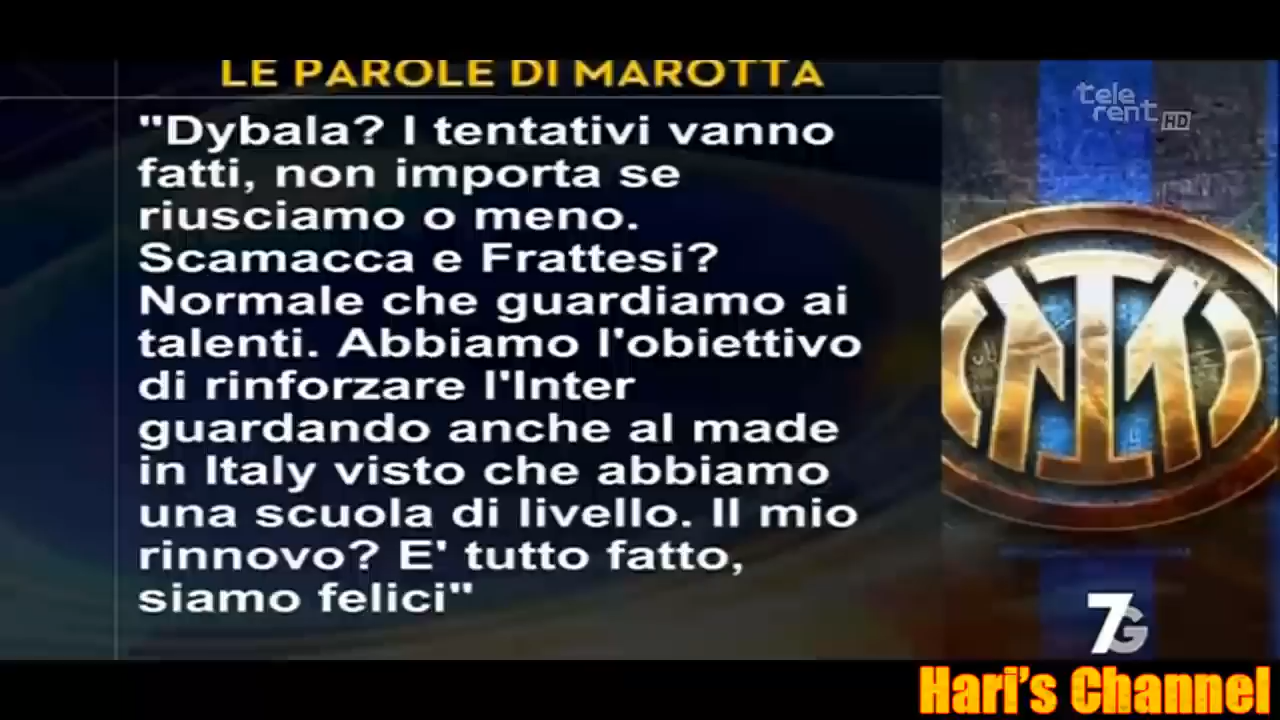 LE PAROLE DI MAROTTA
tele
rent HD
"Dybala? I tentativi vanno
fatti, non importa se
riusciamo o meno.
Scamacca e Frattesi?
Normale che guardiamo ai
talenti. Abbiamo l'obiettivo
di rinforzare l'Inter
guardando anche al made
in Italy visto che abbiamo
una scuola di livello. Il mio
rinnovo? E' tutto fatto,
siamo felici"
7G
Hari's Channel